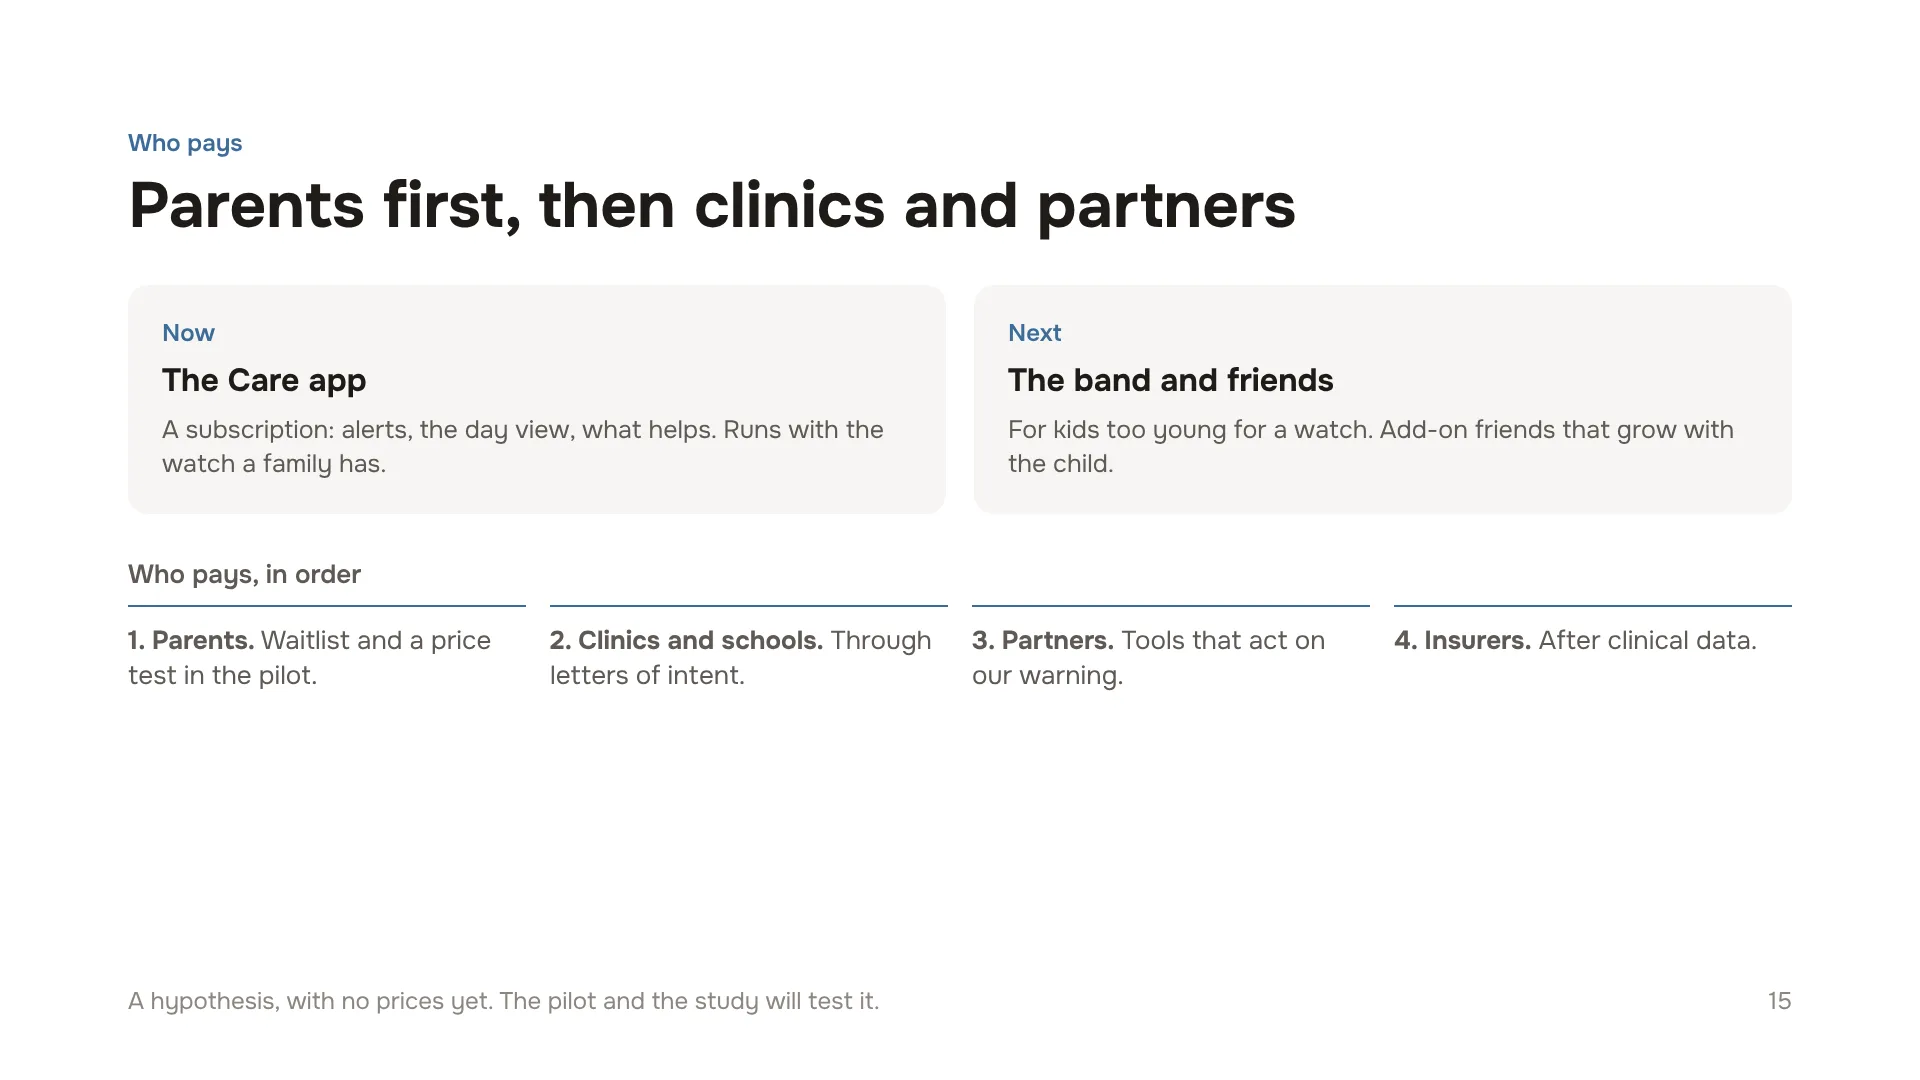 Who pays
Parents first, then clinics and partners
Now
The Care app
A subscription: alerts, the day view, what helps. Runs with the
watch a family has.
Next
The band and friends
For kids too young for a watch. Add-on friends that grow with
the child.
Who pays, in order
1. Parents. Waitlist and a price
test in the pilot.
2. Clinics and schools. Through
letters of intent.
3. Partners. Tools that act on
our warning.
4. Insurers. After clinical data.
A hypothesis, with no prices yet. The pilot and the study will test it.
15